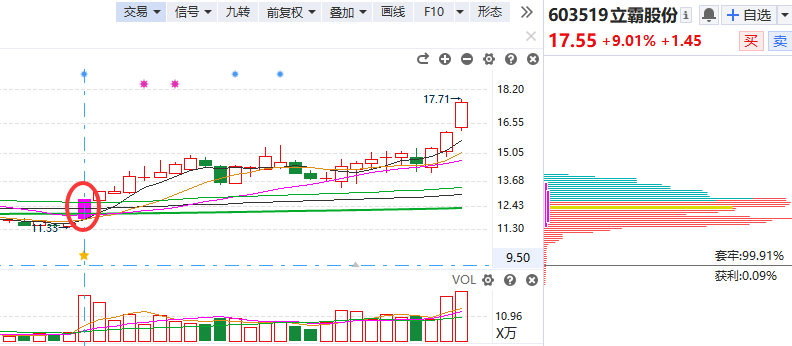 交易 信号 九转 前复权 叠加 画线 F10 形态
603519立霸股份
自选
17.55 +9.01% +1.45
买 卖
17.71
18.20
16.55
15.05
13.68
12.43
11.33
11.30
9.50
套牢:99.91%
获利:0.09%
VOL
10.96
X万